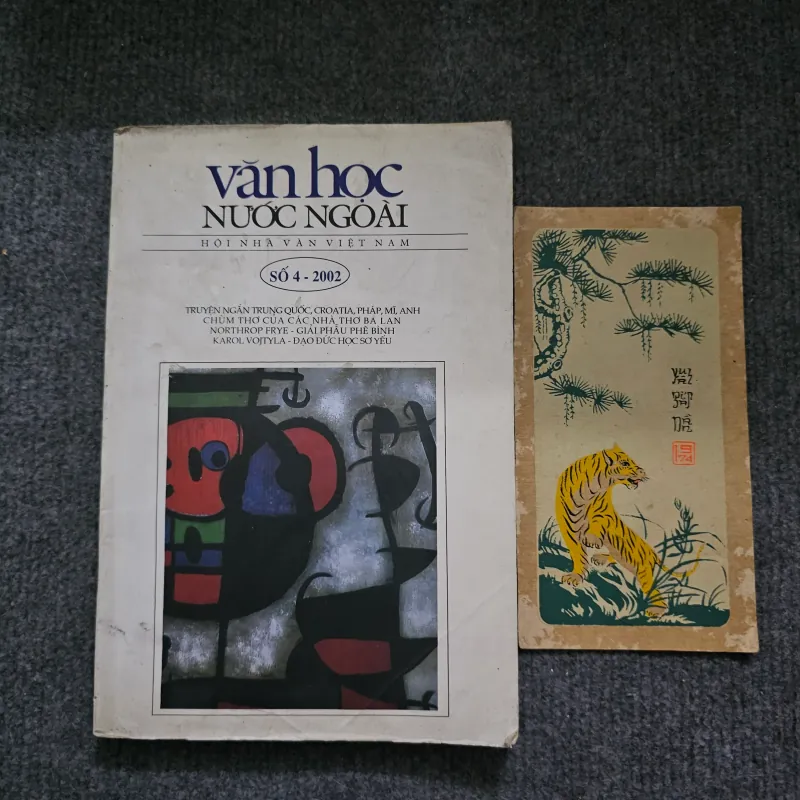 văn học
NƯỚC NGOÀI
HỘI NHÀ VĂN VIỆT NAM
SỐ 4 - 2002
TRUYỆN NGẮN TRUNG QUỐC, CROATIA, PHÁP, MĨ, ANH
CHÙM THƠ CỦA CÁC NHÀ THƠ BA LAN
NORTHROP FRYE - GIẢI PHẪU PHÊ BÌNH
KAROL VOJTYLA - ĐẠO ĐỨC HỌC SƠ YẾU
1974